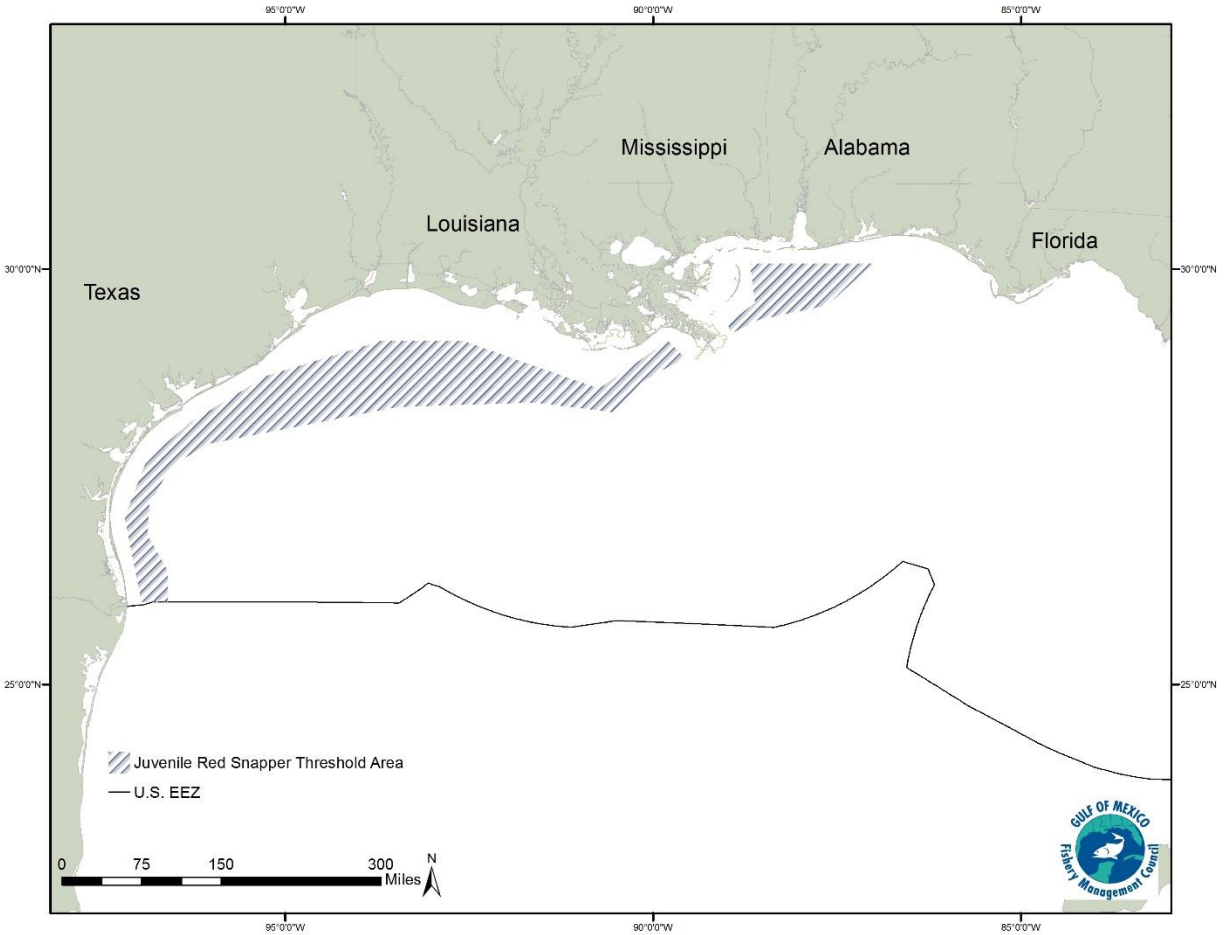 95°0'0"W
90°0'0"W
85°0'0"W
Mississippi
Alabama
Louisiana
Florida
30°0'0"N
30°0'0"N
Texas
25°0'0"N
25°0'0"N
Juvenile Red Snapper Threshold Area
U.S. EEZ
GULF OF MEXICO
Fishery Management Council
0 75 150 300
Miles
N
95°0'0"W
90°0'0"W
85°0'0"W